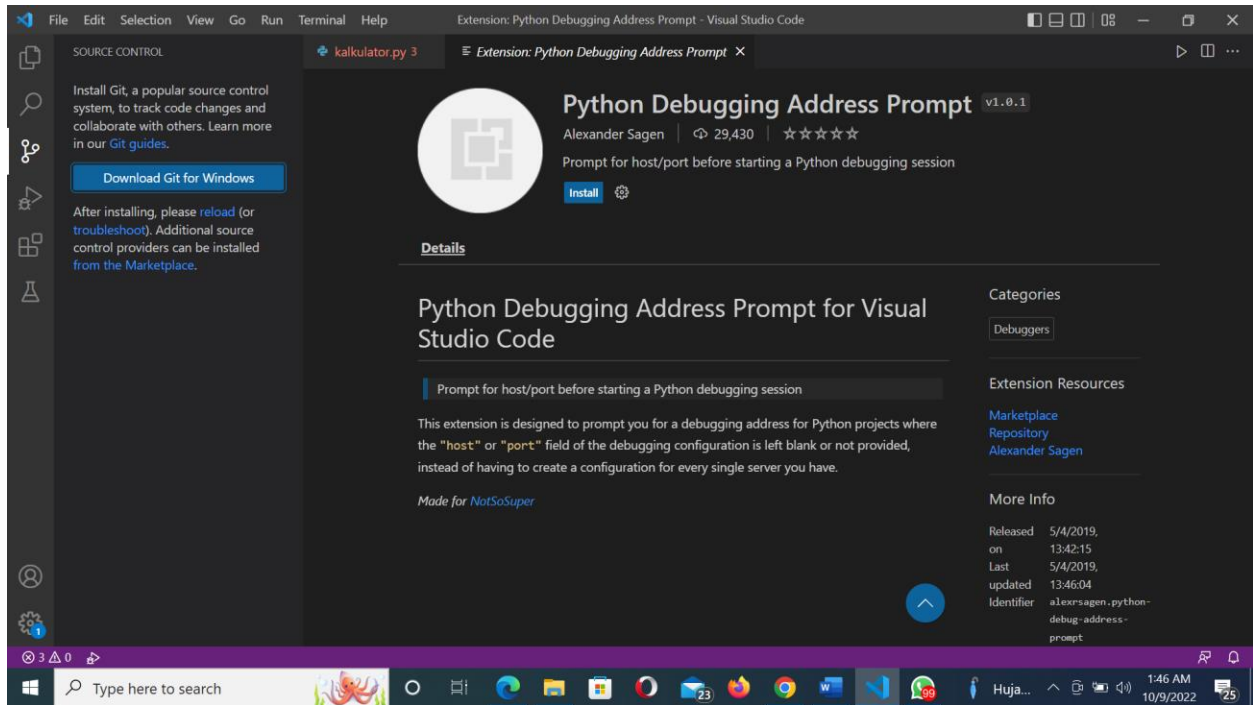 File Edit Selection View Go Run Terminal Help
Extension: Python Debugging Address Prompt - Visual Studio Code
SOURCE CONTROL
kalkulator.py 3
Extension: Python Debugging Address Prompt
Install Git, a popular source control
system, to track code changes and
collaborate with others. Learn more
in our Git guides.
Download Git for Windows
After installing, please reload (or
troubleshoot). Additional source
control providers can be installed
from the Marketplace.
Python Debugging Address Prompt v1.0.1
Alexander Sagen 29,430
Prompt for host/port before starting a Python debugging session
Install
Details
Python Debugging Address Prompt for Visual
Studio Code
Prompt for host/port before starting a Python debugging session
This extension is designed to prompt you for a debugging address for Python projects where
the "host" or "port" field of the debugging configuration is left blank or not provided,
instead of having to create a configuration for every single server you have.
Made for NotSoSuper
Categories
Debuggers
Extension Resources
Marketplace
Repository
Alexander Sagen
More Info
Released on 5/4/2019, 13:42:15
Last updated 5/4/2019, 13:46:04
Identifier alexrsagen.python-debug-address-prompt
1
3 0
Type here to search
23
99
Huja...
1:46 AM
10/9/2022
25